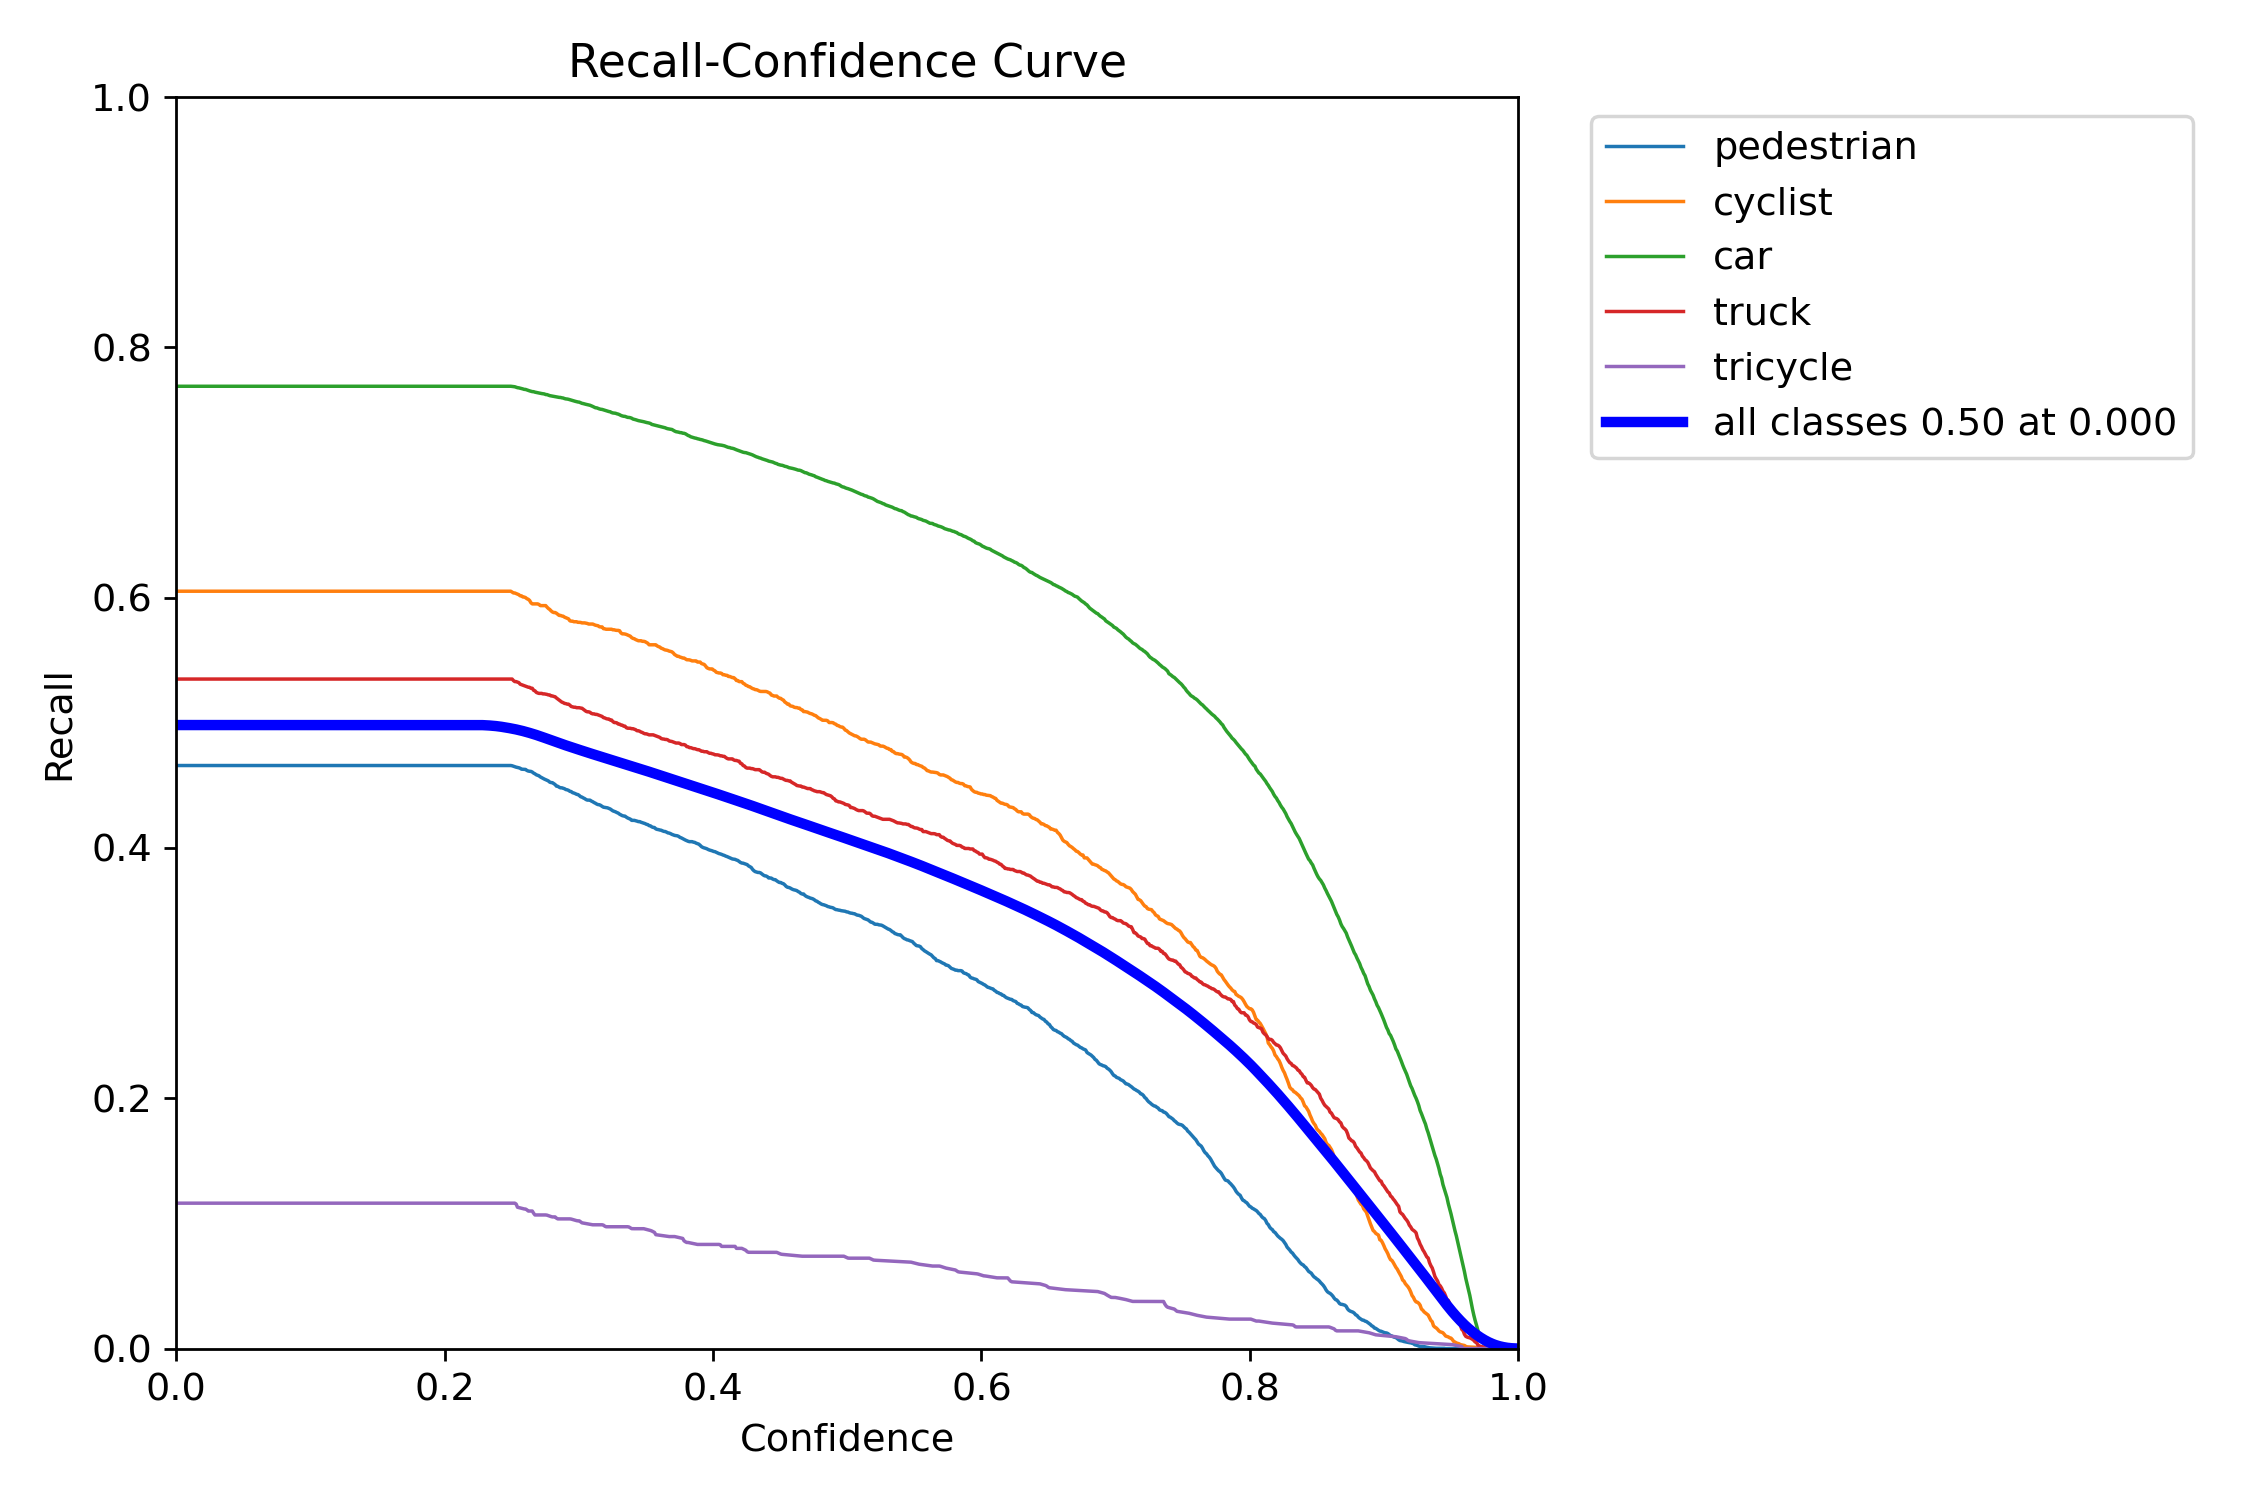 Recall-Confidence Curve
1.0
0.8
0.6
0.4
0.2
0.0
Recall
0.0 0.2 0.4 0.6 0.8 1.0
Confidence
pedestrian
cyclist
car
truck
tricycle
all classes 0.50 at 0.000